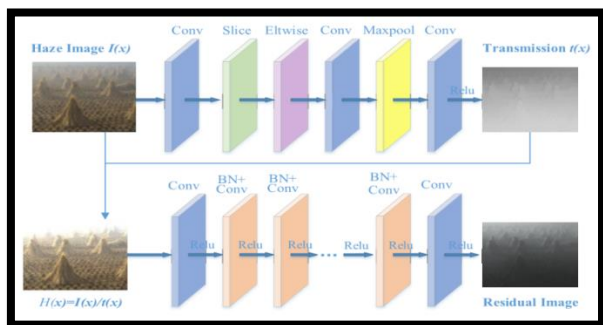 Conv Slice Eltwise Conv Maxpool Conv
Haze Image I(x)
Transmission t(x)
Relu
Conv BN+ Conv BN+ Conv BN+ Conv Conv
Relu Relu Relu ... Relu Relu Relu
H(x)=I(x)/t(x)
Residual Image